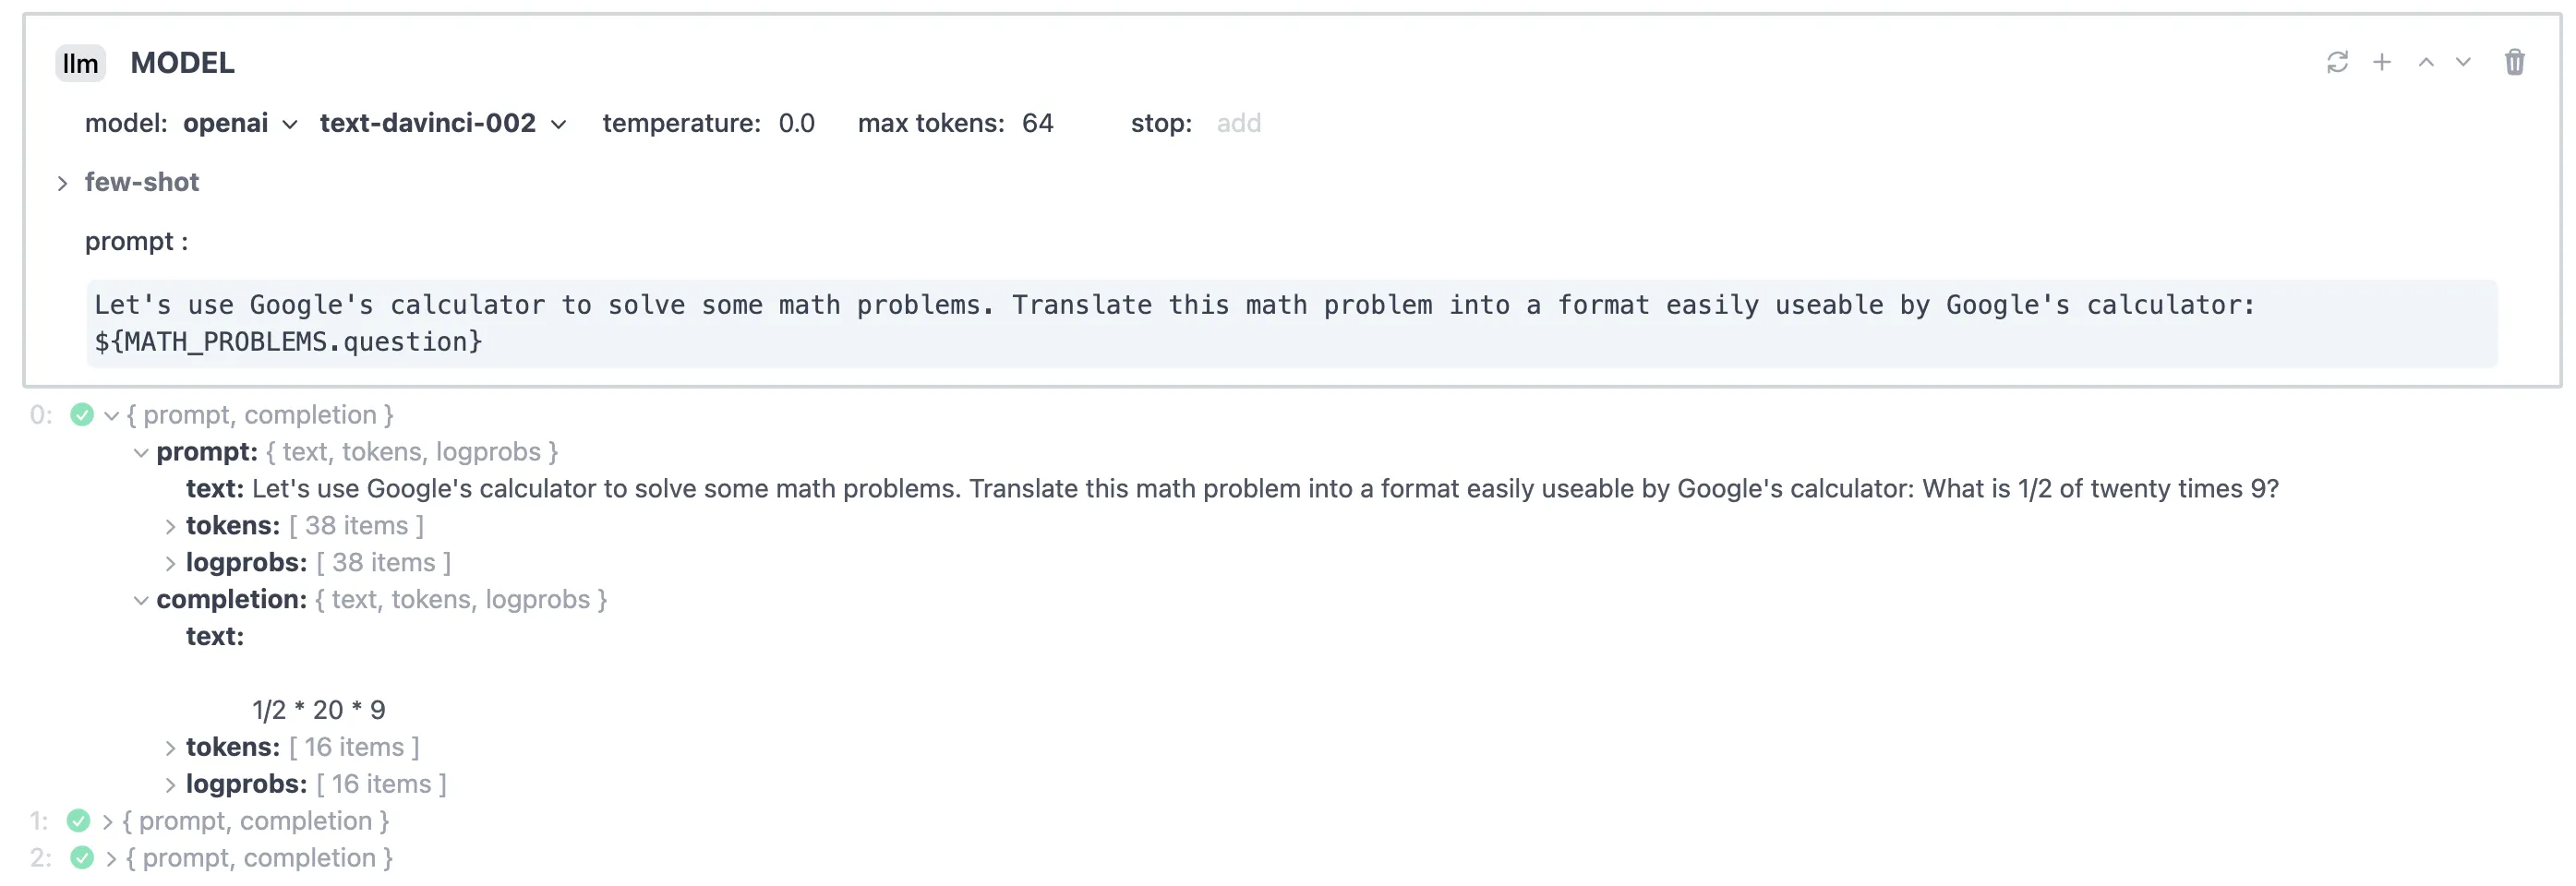 llm MODEL
model: openai text-davinci-002 temperature: 0.0 max tokens: 64 stop: add
few-shot
prompt :
Let's use Google's calculator to solve some math problems. Translate this math problem into a format easily useable by Google's calculator:
${MATH_PROBLEMS.question}
0: { prompt, completion }
prompt: { text, tokens, logprobs }
text: Let's use Google's calculator to solve some math problems. Translate this math problem into a format easily useable by Google's calculator: What is 1/2 of twenty times 9?
tokens: [ 38 items ]
logprobs: [ 38 items ]
completion: { text, tokens, logprobs }
text:
1/2 * 20 * 9
tokens: [ 16 items ]
logprobs: [ 16 items ]
1: { prompt, completion }
2: { prompt, completion }